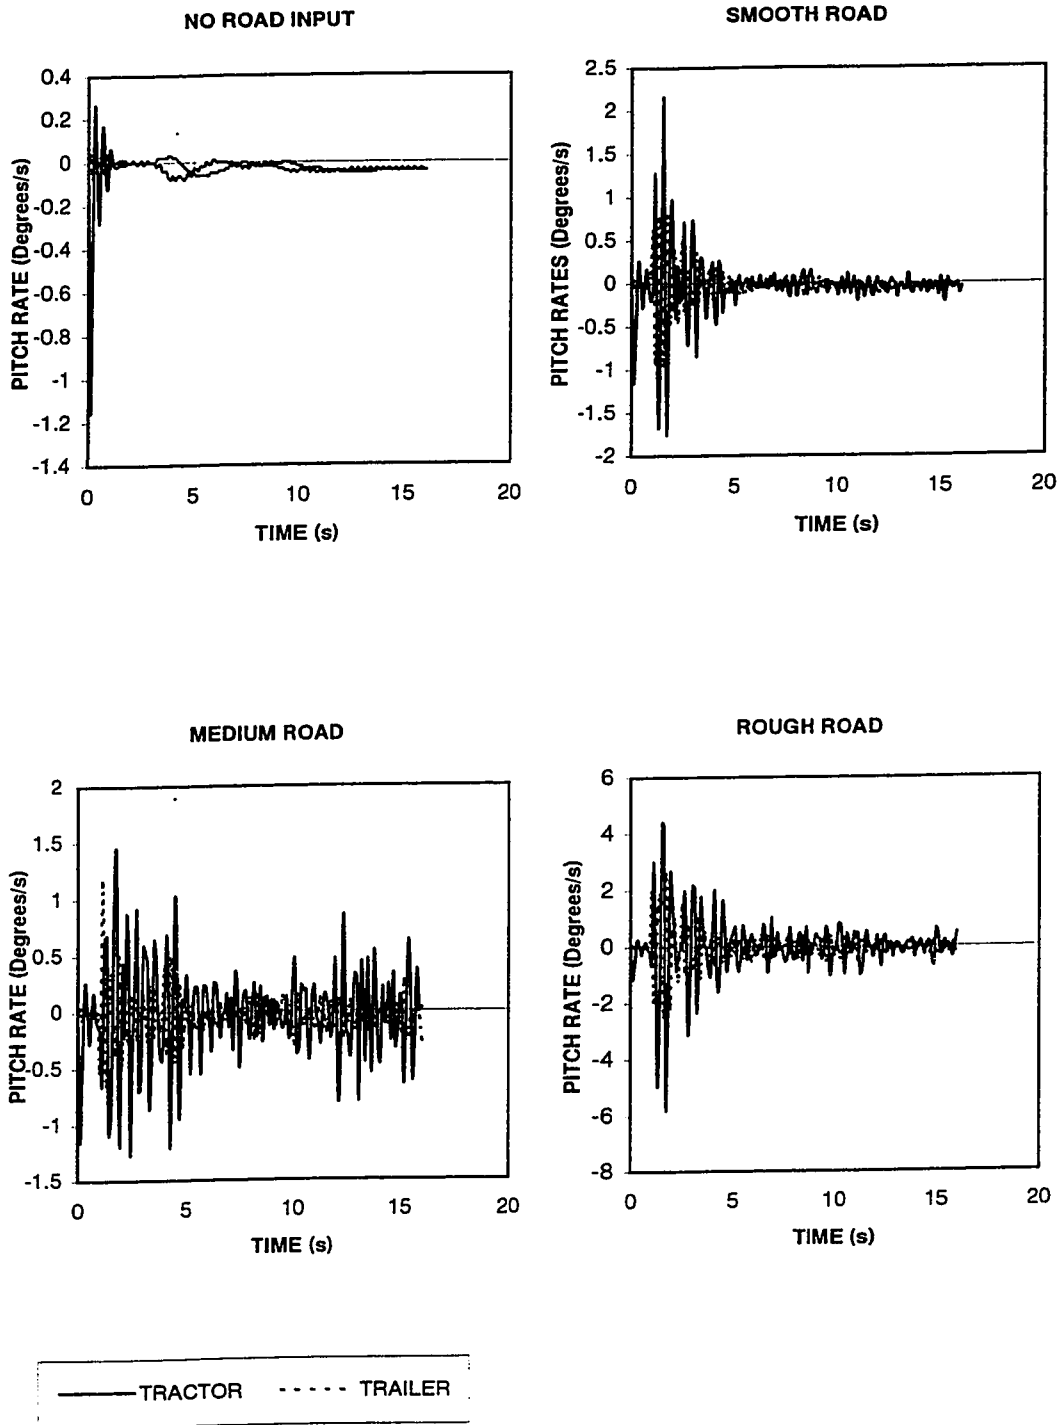 NO ROAD INPUT
PITCH RATE (Degrees/s)
0.4
0.2
0
-0.2
-0.4
-0.6
-0.8
-1
-1.2
-1.4
0 5 10 15 20
TIME (s)
SMOOTH ROAD
PITCH RATES (Degrees/s)
2.5
2
1.5
1
0.5
0
-0.5
-1
-1.5
-2
0 5 10 15 20
TIME (s)
MEDIUM ROAD
PITCH RATE (Degrees/s)
2
1.5
1
0.5
0
-0.5
-1
-1.5
0 5 10 15 20
TIME (s)
ROUGH ROAD
PITCH RATE (Degrees/s)
6
4
2
0
-2
-4
-6
-8
0 5 10 15 20
TIME (s)
TRACTOR TRAILER